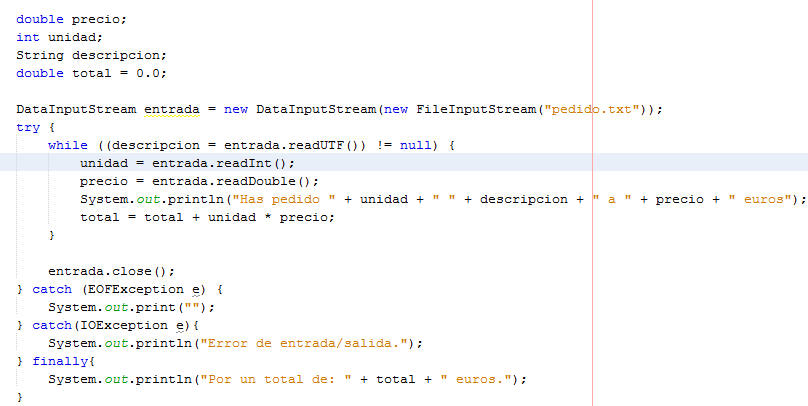 double precio;
int unidad;
String descripcion;
double total = 0.0;
DataInputStream entrada = new DataInputStream(new FileInputStream("pedido.txt"));
try {
while ((descripcion = entrada.readUTF()) != null) {
unidad = entrada.readInt();
precio = entrada.readDouble();
System.out.println("Has pedido " + unidad + " " + descripcion + " a " + precio + " euros");
total = total + unidad * precio;
}
entrada.close();
} catch (EOFException e) {
System.out.print("");
} catch(IOException e){
System.out.println("Error de entrada/salida.");
} finally{
System.out.println("Por un total de: " + total + " euros.");
}